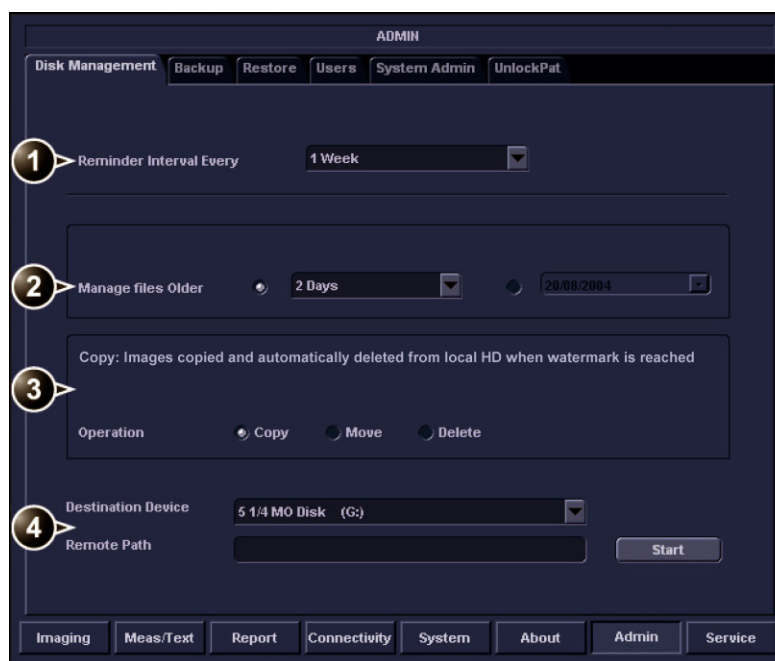 ADMIN
Disk Management Backup Restore Users System Admin UnlockPat
1 Reminder Interval Every 1 Week
2 Manage files Older 2 Days 20/08/2004
Copy: Images copied and automatically deleted from local HD when watermark is reached
3
Operation Copy Move Delete
Destination Device 5 1/4 MO Disk (G:)
4
Remote Path Start
Imaging Meas/Text Report Connectivity System About Admin Service